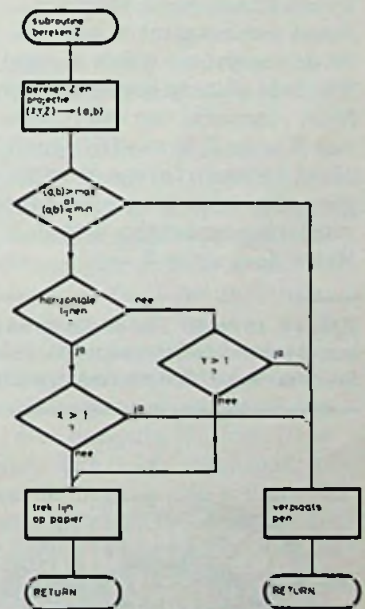 subroutine
bereken Z
bereken Z en
projectie
(X,Y,Z) → (a,b)
(a,b) > max
of
(a,b) < min
?
horizontale
lijnen
?
nee
ja
Y > 1
?
ja
nee
X > 1
?
ja
nee
trek lijn
op papier
verplaats
pen
RETURN
RETURN